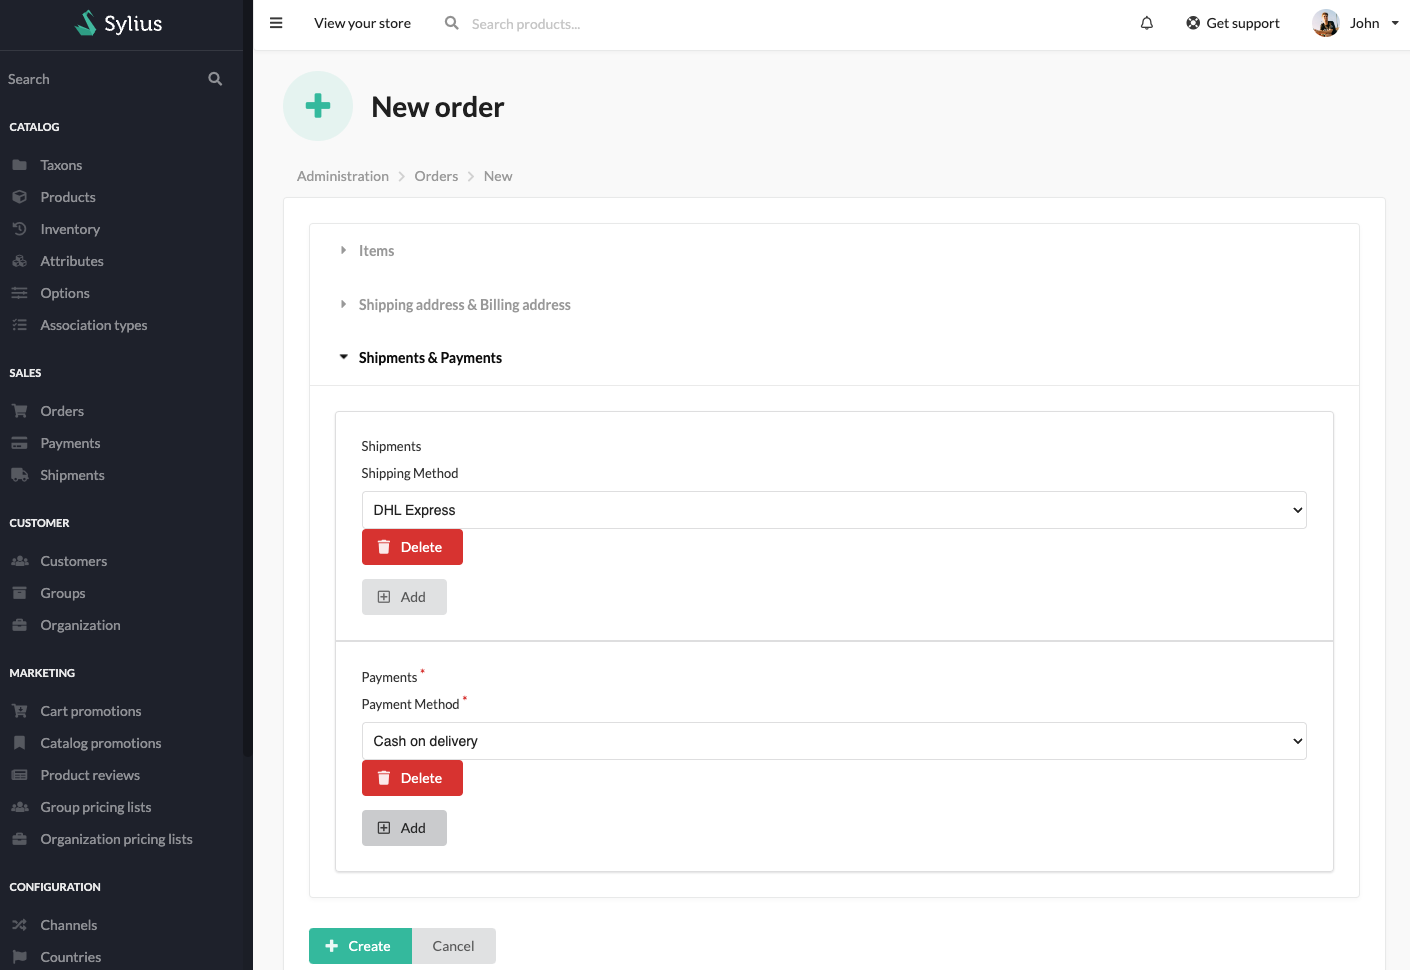 Sylius
View your store
Search products...
Get support
John
Search
New order
CATALOG
Taxons
Products
Inventory
Attributes
Options
Association types
SALES
Orders
Payments
Shipments
CUSTOMER
Customers
Groups
Organization
MARKETING
Cart promotions
Catalog promotions
Product reviews
Group pricing lists
Organization pricing lists
CONFIGURATION
Channels
Countries
Administration > Orders > New
Items
Shipping address & Billing address
Shipments & Payments
Shipments
Shipping Method
DHL Express
Delete
Add
Payments *
Payment Method *
Cash on delivery
Delete
Add
Create
Cancel